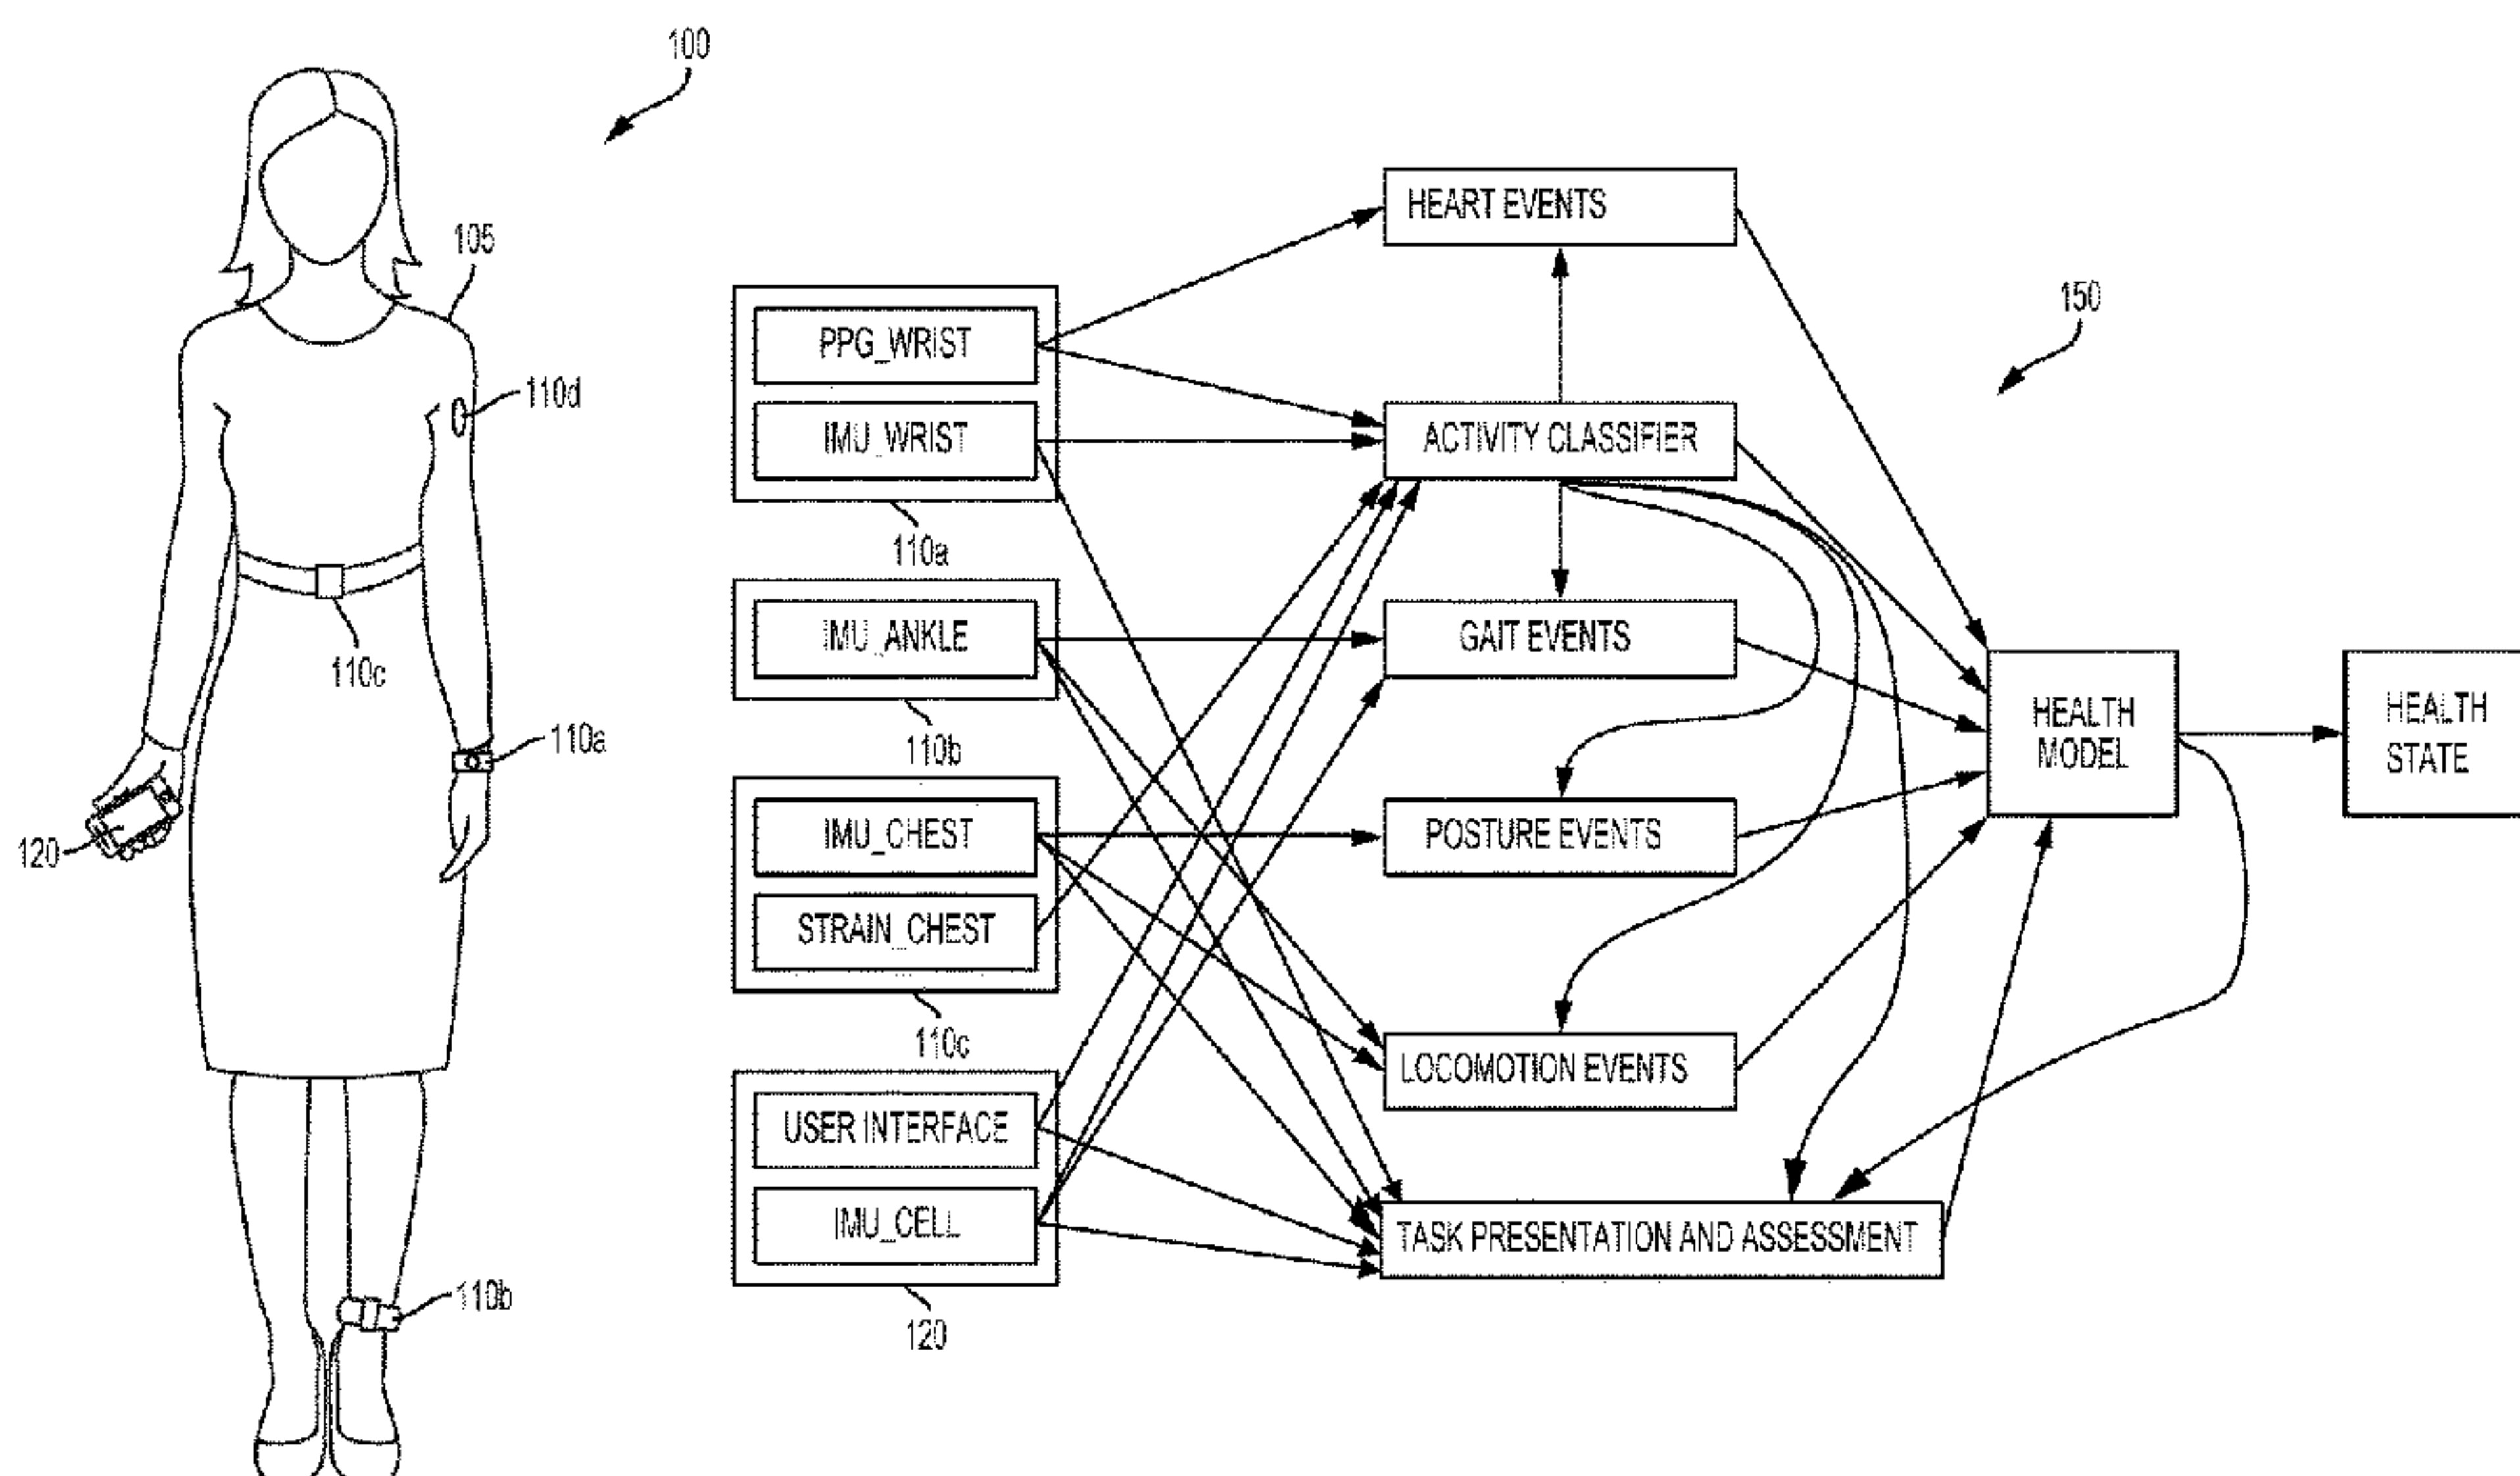 100
105
110d
110c
110a
120
110b
PPG_WRIST
IMU_WRIST
110a
IMU_ANKLE
110b
IMU_CHEST
STRAIN_CHEST
110c
USER INTERFACE
IMU_CELL
120
HEART EVENTS
ACTIVITY CLASSIFIER
GAIT EVENTS
POSTURE EVENTS
LOCOMOTION EVENTS
TASK PRESENTATION AND ASSESSMENT
150
HEALTH
MODEL
HEALTH
STATE